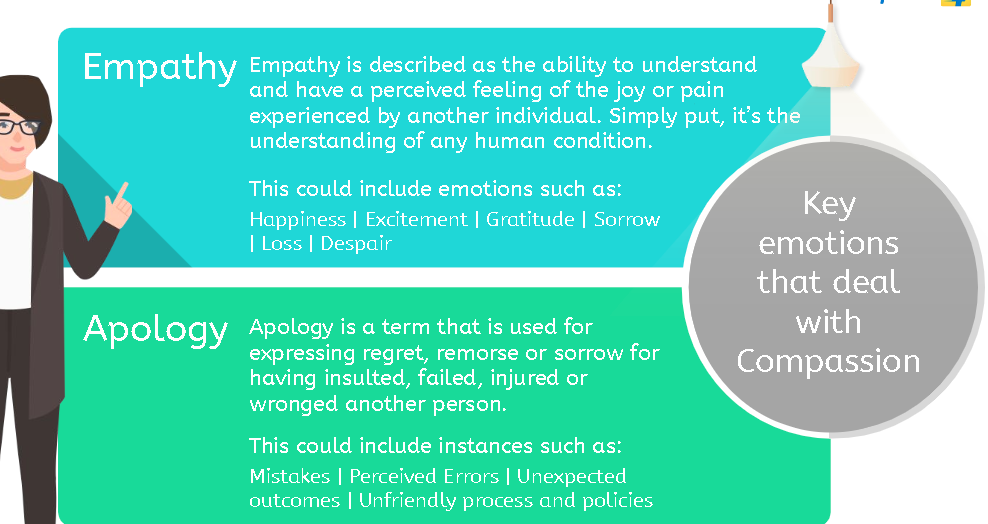 Empathy
Empathy is described as the ability to understand
and have a perceived feeling of the joy or pain
experienced by another individual. Simply put, it’s the
understanding of any human condition.
This could include emotions such as:
Happiness | Excitement | Gratitude | Sorrow
| Loss | Despair
Apology
Apology is a term that is used for
expressing regret, remorse or sorrow for
having insulted, failed, injured or
wronged another person.
This could include instances such as:
Mistakes | Perceived Errors | Unexpected
outcomes | Unfriendly process and policies
Key
emotions
that deal
with
Compassion